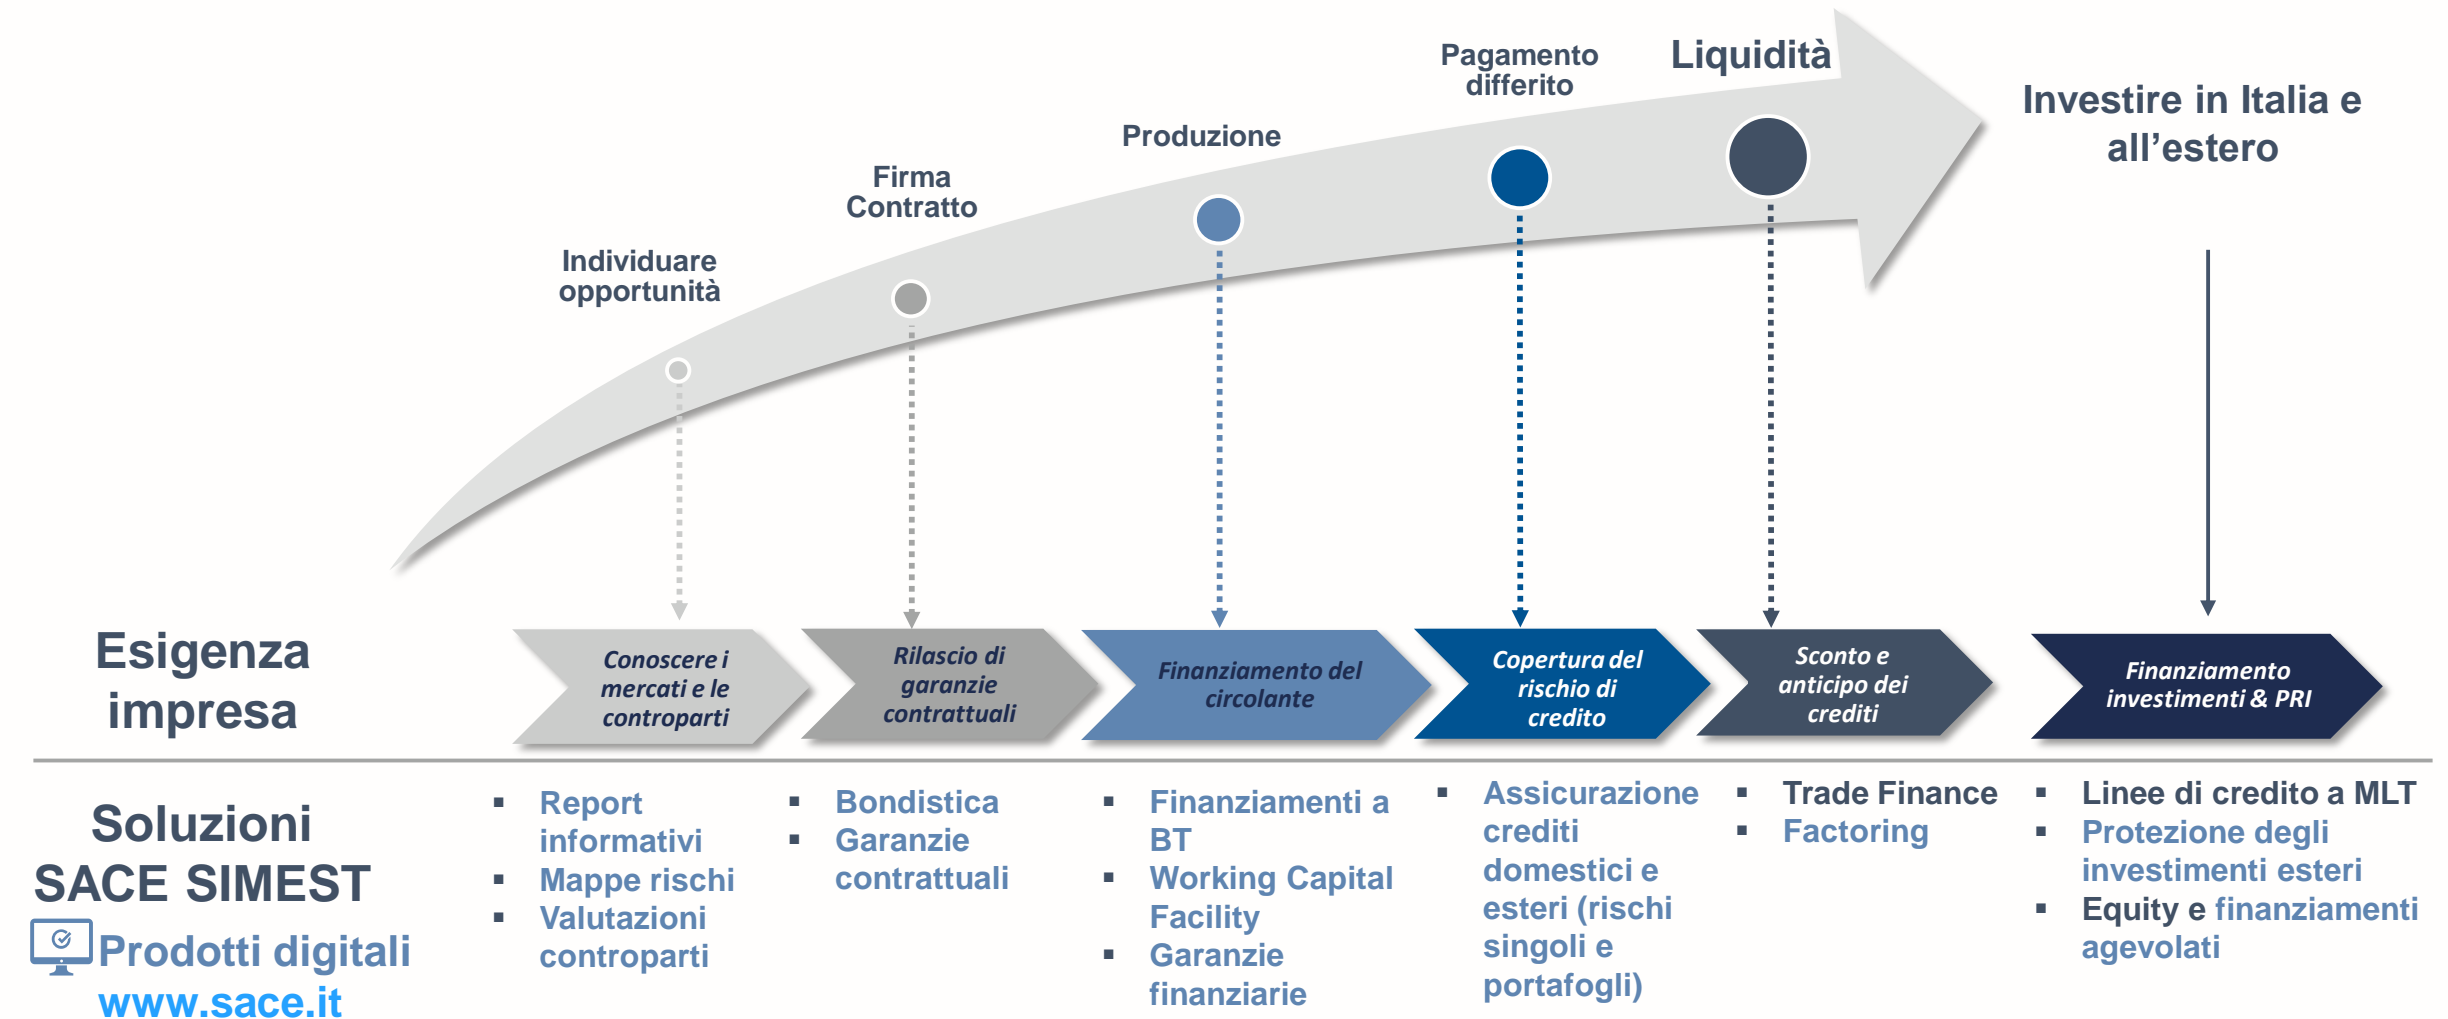 Individuare
opportunità
Firma
Contratto
Produzione
Pagamento
differito
Liquidità
Investire in Italia e
all’estero
Esigenza
impresa
Conoscere i
mercati e le
controparti
Rilascio di
garanzie
contrattuali
Finanziamento del
circolante
Copertura del
rischio di
credito
Sconto e
anticipo dei
crediti
Finanziamento
investimenti & PRI
Soluzioni
SACE SIMEST
Prodotti digitali
www.sace.it
▪ Report
informativi
▪ Mappe rischi
▪ Valutazioni
controparti
▪ Bondistica
▪ Garanzie
contrattuali
▪ Finanziamenti a
BT
▪ Working Capital
Facility
▪ Garanzie
finanziarie
▪ Assicurazione
crediti
domestici e
esteri (rischi
singoli e
portafogli)
▪ Trade Finance
▪ Factoring
▪ Linee di credito a MLT
▪ Protezione degli
investimenti esteri
▪ Equity e finanziamenti
agevolati